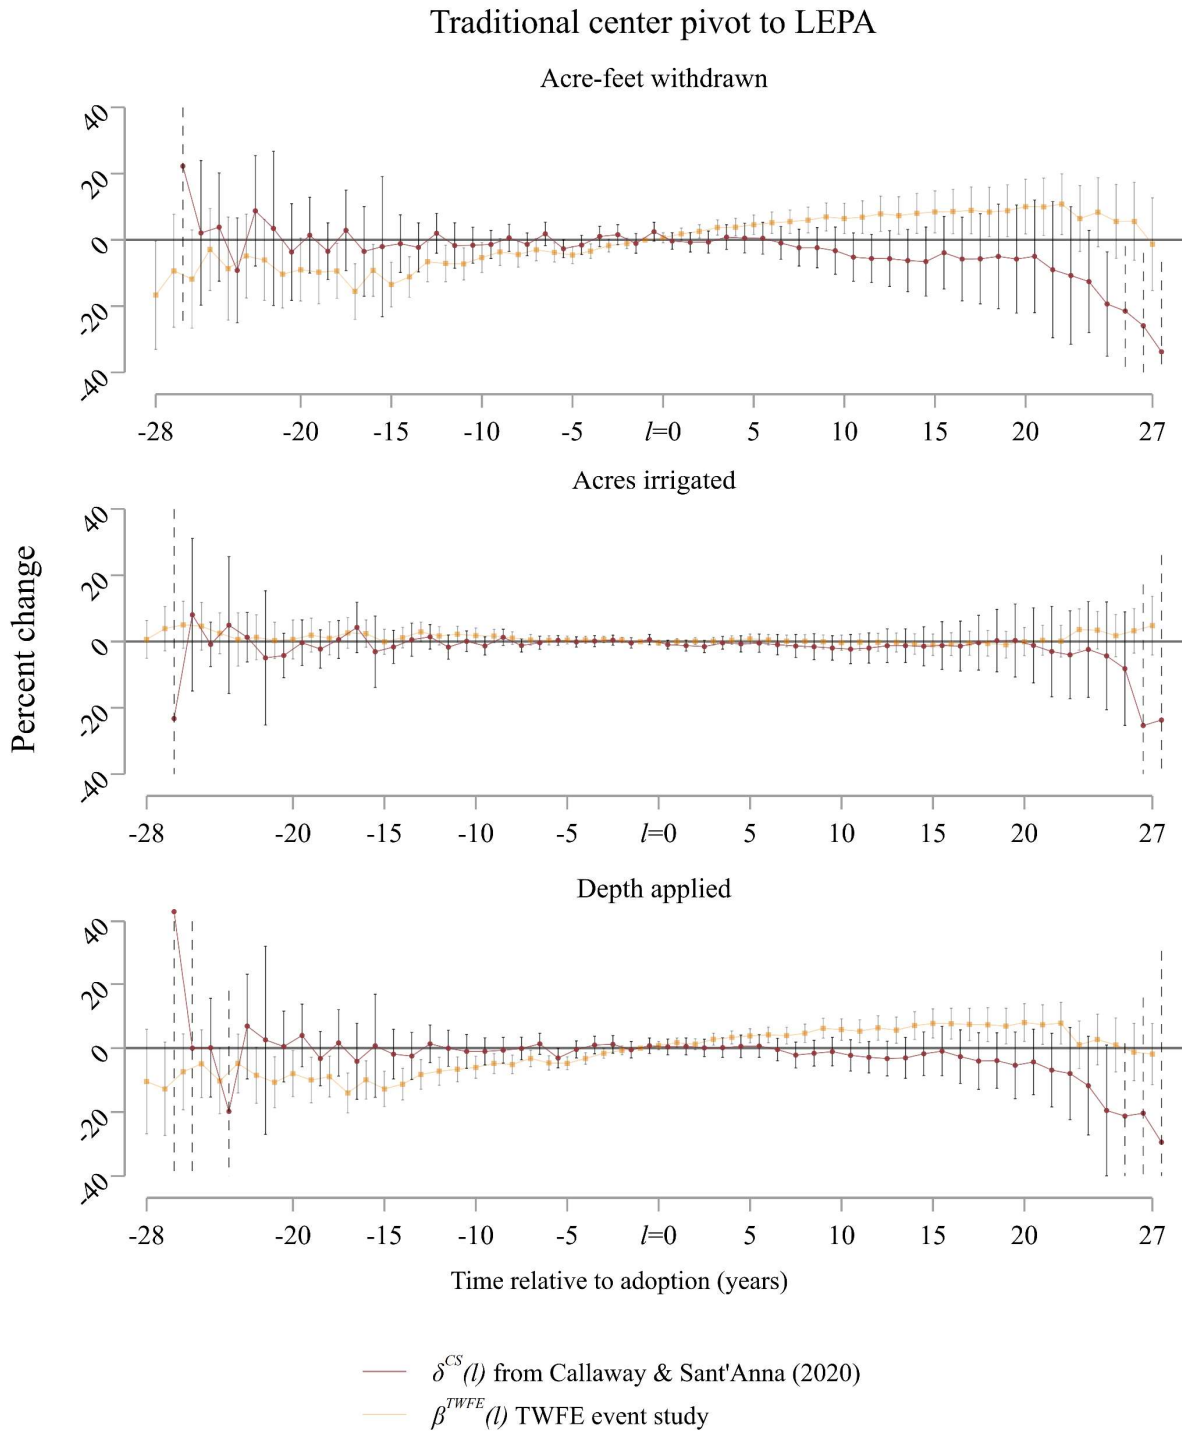 Traditional center pivot to LEPA
Acre-feet withdrawn
40
20
0
-20
-40
-28 -20 -15 -10 -5 l=0 5 10 15 20 27
Acres irrigated
Percent change
40
20
0
-20
-40
-28 -20 -15 -10 -5 l=0 5 10 15 20 27
Depth applied
40
20
0
-20
-40
-28 -20 -15 -10 -5 l=0 5 10 15 20 27
Time relative to adoption (years)
δ^CS(l) from Callaway & Sant'Anna (2020)
β^TWFE(l) TWFE event study